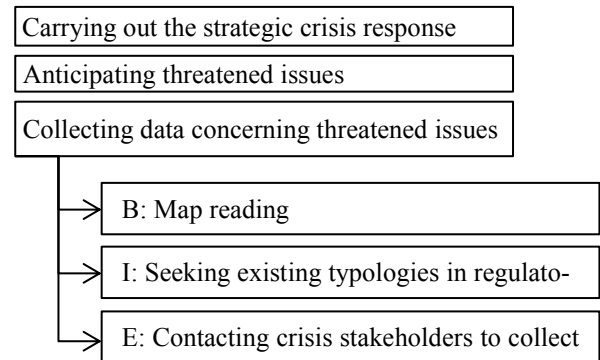 Carrying out the strategic crisis response
Anticipating threatened issues
Collecting data concerning threatened issues
B: Map reading
I: Seeking existing typologies in regulato-
E: Contacting crisis stakeholders to collect